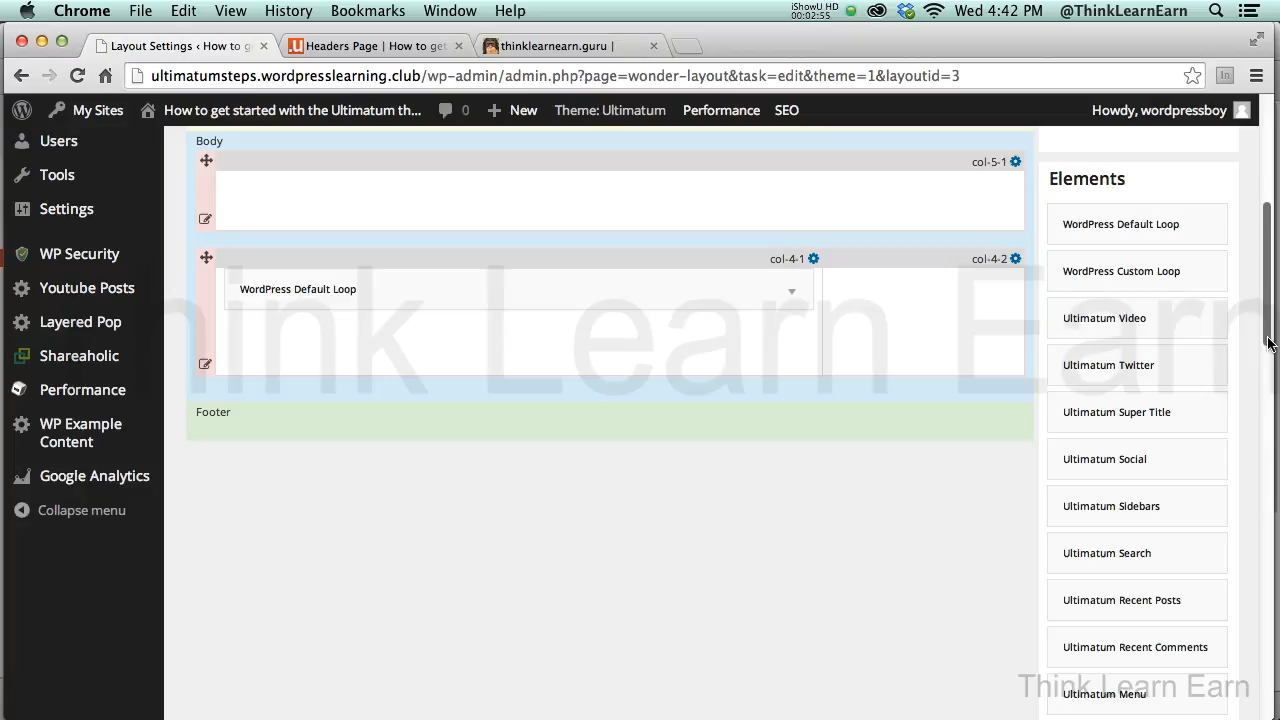 Chrome File Edit View History Bookmarks Window Help iShowU HD 00:02:55 Wed 4:42 PM @ThinkLearnEarn
Layout Settings ‹ How to g Headers Page | How to get thinklearnearn.guru |
ultimatumsteps.wordpresslearning.club/wp-admin/admin.php?page=wonder-layout&task=edit&theme=1&layoutid=3
My Sites How to get started with the Ultimatum th... 0 New Theme: Ultimatum Performance SEO Howdy, wordpressboy
Users
Tools
Settings
WP Security
Youtube Posts
Layered Pop
Shareaholic
Performance
WP Example
Content
Google Analytics
Collapse menu
Body
col-5-1
col-4-1 col-4-2
WordPress Default Loop
Footer
Elements
WordPress Default Loop
WordPress Custom Loop
Ultimatum Video
Ultimatum Twitter
Ultimatum Super Title
Ultimatum Social
Ultimatum Sidebars
Ultimatum Search
Ultimatum Recent Posts
Ultimatum Recent Comments
Ultimatum Menu
Think Learn Earn
Think Learn Earn